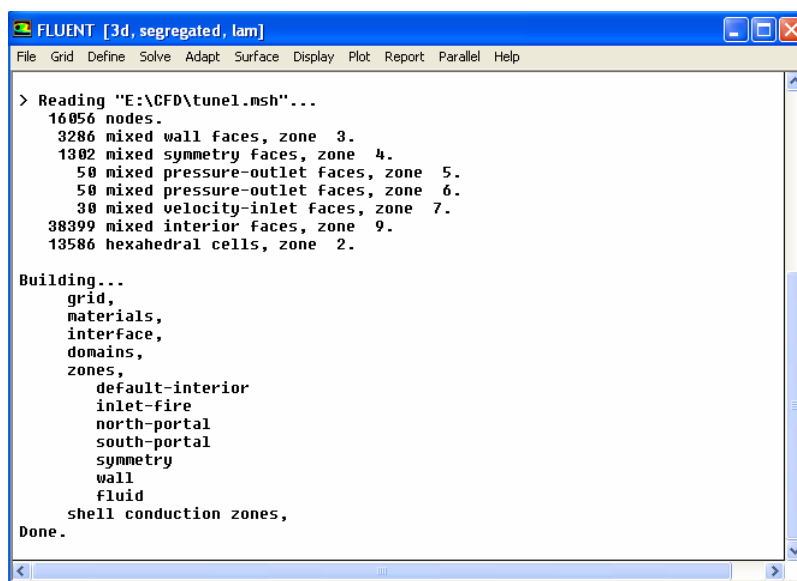 FLUENT [3d, segregated, lam]
File Grid Define Solve Adapt Surface Display Plot Report Parallel Help
> Reading "E:\CFD\tunel.msh"...
16056 nodes.
3286 mixed wall faces, zone 3.
1302 mixed symmetry faces, zone 4.
50 mixed pressure-outlet faces, zone 5.
50 mixed pressure-outlet faces, zone 6.
30 mixed velocity-inlet faces, zone 7.
38399 mixed interior faces, zone 9.
13586 hexahedral cells, zone 2.
Building...
grid,
materials,
interface,
domains,
zones,
default-interior
inlet-fire
north-portal
south-portal
symmetry
wall
fluid
shell conduction zones,
Done.